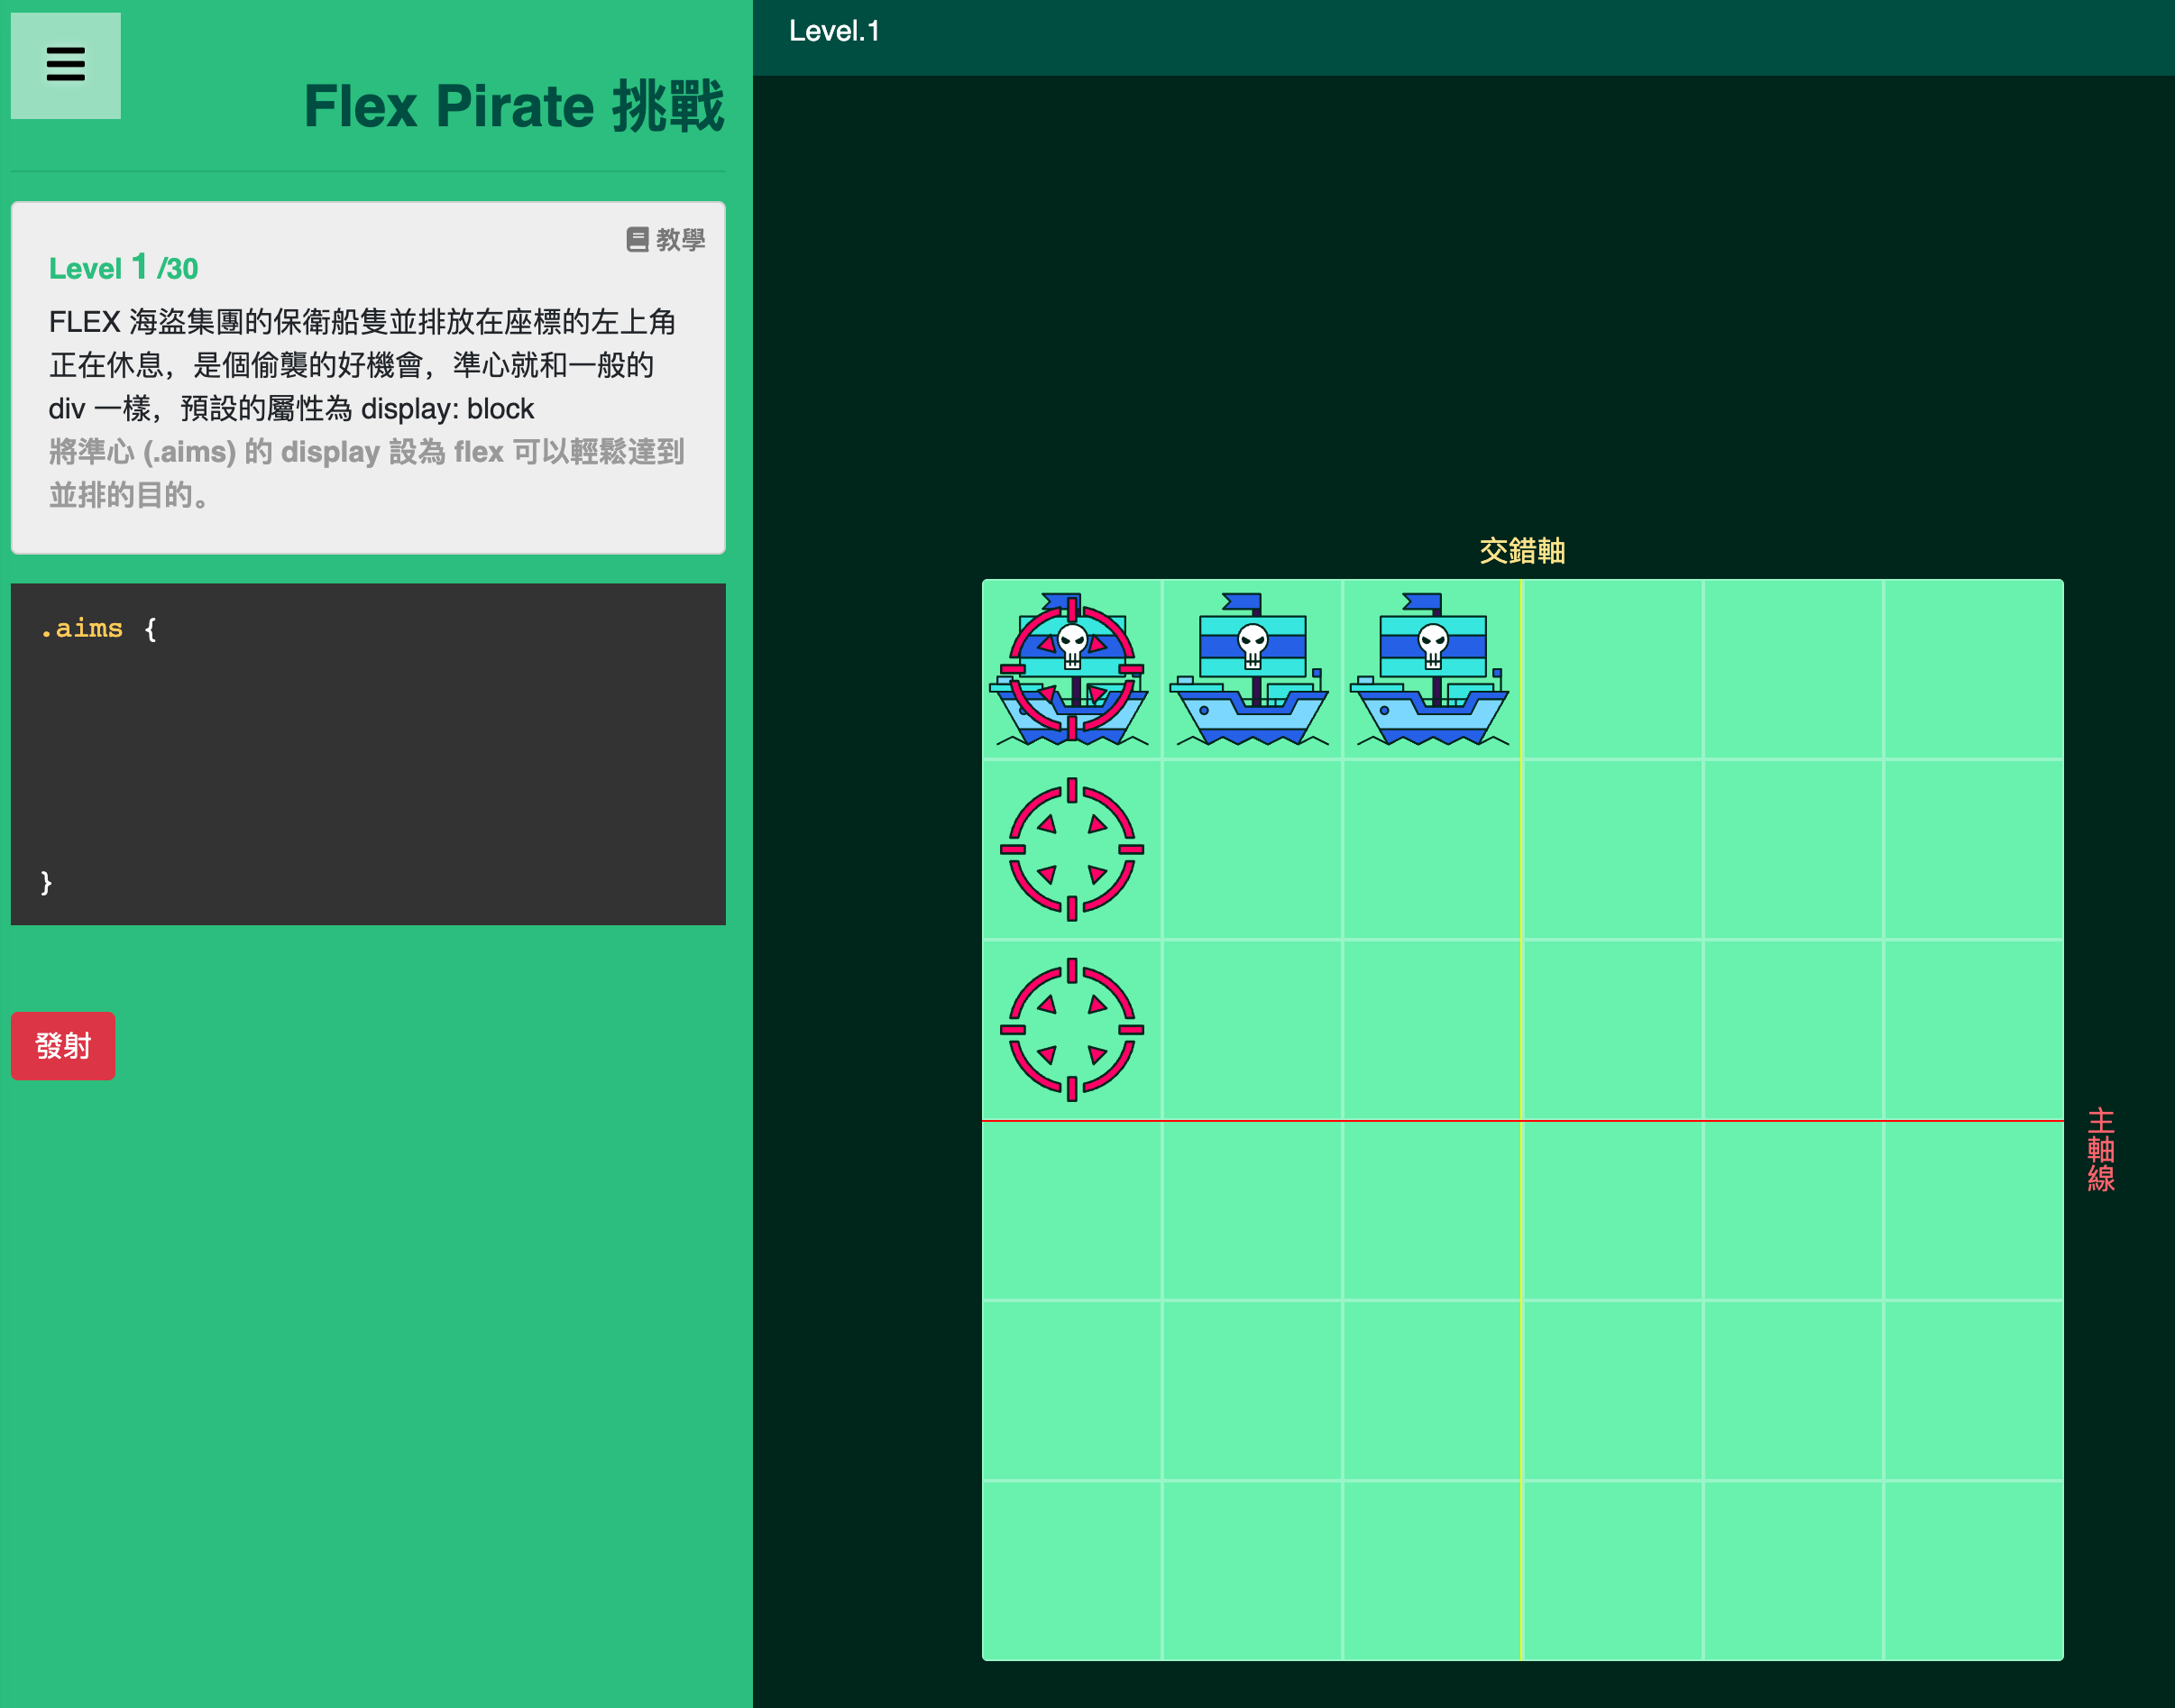 Level.1
Flex Pirate 挑戰
教學
Level 1 /30
FLEX 海盜集團的保衛船隻並排放在座標的左上角
正在休息，是個偷襲的好機會，準心就和一般的
div 一樣，預設的屬性為 display: block
將準心 (.aims) 的 display 設為 flex 可以輕鬆達到
並排的目的。
.aims {
}
發射
交錯軸
主軸線